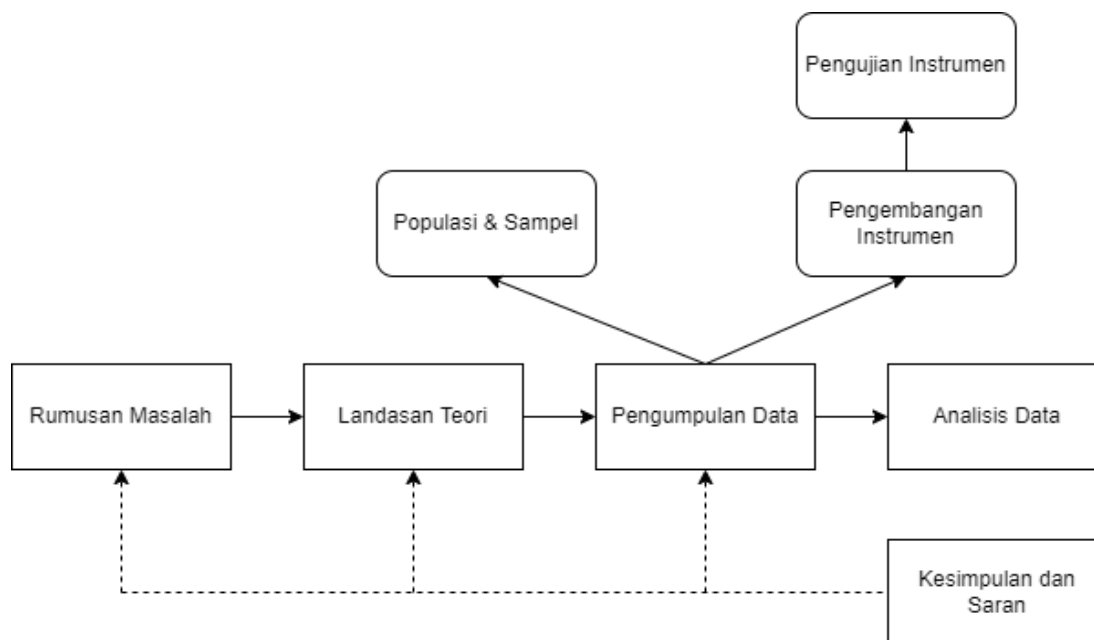 Pengujian Instrumen
Populasi & Sampel
Pengembangan
Instrumen
Rumusan Masalah
Landasan Teori
Pengumpulan Data
Analisis Data
Kesimpulan dan
Saran